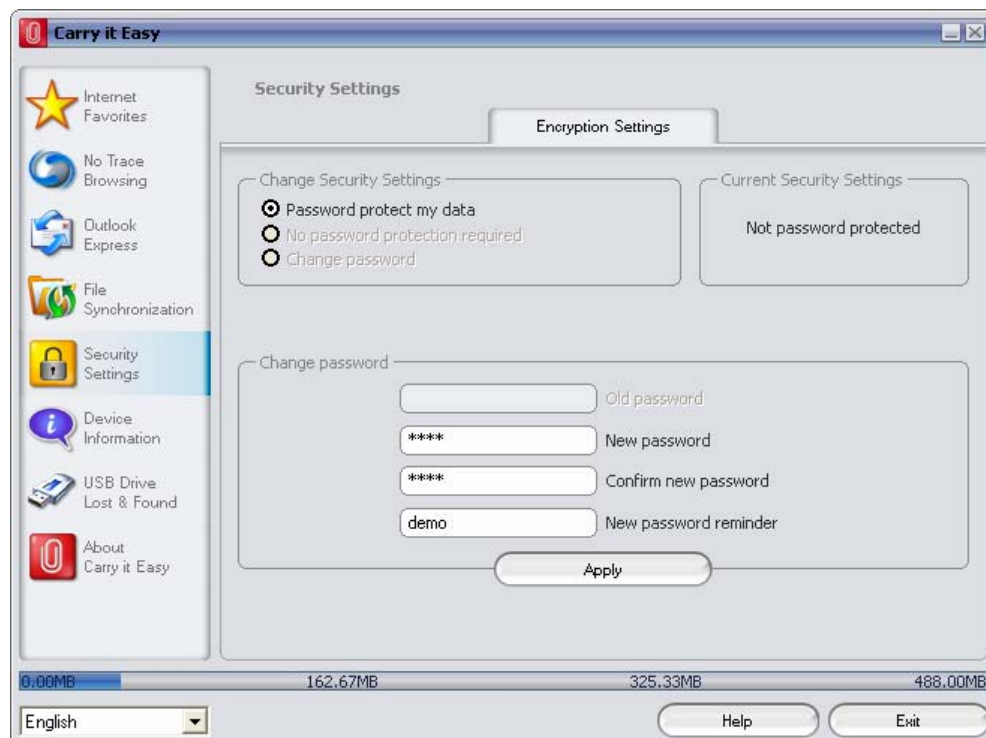 Carry it Easy
Internet
Favorites
No Trace
Browsing
Outlook
Express
File
Synchronization
Security
Settings
Device
Information
USB Drive
Lost & Found
About
Carry it Easy
Security Settings
Encryption Settings
Change Security Settings
Password protect my data
No password protection required
Change password
Current Security Settings
Not password protected
Change password
Old password
**** New password
**** Confirm new password
demo New password reminder
Apply
0.00MB 162.67MB 325.33MB 488.00MB
English Help Exit